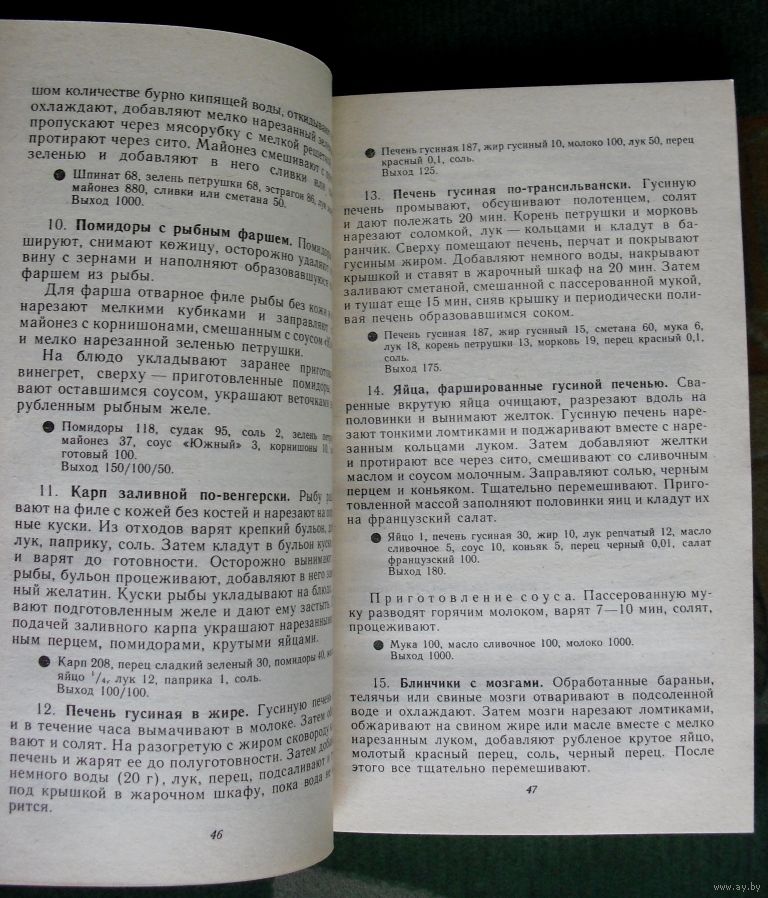 шом количестве бурно кипящей воды, откидывают
охлаждают, добавляют мелко нарезанный
пропускают через мясорубку с мелкой
протирают через сито. Майонез смешивают с
зеленью и добавляют в него сливки или
Шпинат 68, зелень петрушки 68, эстрагон 86, лук
майонез 880, сливки или сметана 50.
Выход 1000.
10. Помидоры с рыбным фаршем. Помидоры
шируют, снимают кожицу, осторожно удаляют
вину с зернами и наполняют образовавшуюся
фаршем из рыбы.
Для фарша отварное филе рыбы без кожи
нарезают мелкими кубиками и заправляют
майонез с корнишонами, смешанным с соусом
и мелко нарезанной зеленью петрушки.
На блюдо укладывают заранее
винегрет, сверху — приготовленные помидоры,
вают оставшимся соусом, украшают веточками
рубленным рыбным желе.
Помидоры 118, судак 95, соль 2, зелень
майонез 37, соус «Южный» 3, корнишоны 10,
готовый 100.
Выход 150/100/50.
11. Карп заливной по-венгерски. Рыбу
вают на филе с кожей без костей и нарезают на
ные куски. Из отходов варят крепкий бульон,
лук, паприку, соль. Затем кладут в бульон куски
и варят до готовности. Осторожно вынимают
рыбы, бульон процеживают, добавляют в него
ный желатин. Куски рыбы укладывают на блюдо,
вают подготовленным желе и дают ему застыть.
подачей заливного карпа украшают
ным перцем, помидорами, крутыми яйцами.
Карп 208, перец сладкий зеленый 30, помидоры 40,
яйцо 1/4, лук 12, паприка 1, соль.
Выход 100/100.
12. Печень гусиная в жире. Гусиную печень
и в течение часа вымачивают в молоке. Затем
вают и солят. На разогретую с жиром сковороду
печень и жарят ее до полуготовности. Затем
немного воды (20 г), лук, перец, подсаливают и
под крышкой в жарочном шкафу, пока вода не
рится.
46
Печень гусиная 187, жир гусиный 10, молоко 100, лук 50, перец
красный 0,1, соль.
Выход 125.
13. Печень гусиная по-трансильвански. Гусиную
печень промывают, обсушивают полотенцем, солят
и дают полежать 20 мин. Корень петрушки и морковь
нарезают соломкой, лук — кольцами и кладут в ба-
ранчик. Сверху помещают печень, перчат и покрывают
гусиным жиром. Добавляют немного воды, накрывают
крышкой и ставят в жарочный шкаф на 20 мин. Затем
заливают сметаной, смешанной с пассерованной мукой,
и тушат еще 15 мин, сняв крышку и периодически поли-
вая печень образовавшимся соком.
Печень гусиная 187, жир гусиный 15, сметана 60, мука 6,
лук 18, корень петрушки 13, морковь 19, перец красный 0,1,
соль.
Выход 175.
14. Яйца, фаршированные гусиной печенью. Сва-
ренные вкрутую яйца очищают, разрезают вдоль на
половинки и вынимают желток. Гусиную печень наре-
зают тонкими ломтиками и поджаривают вместе с наре-
занным кольцами луком. Затем добавляют желтки
и протирают все через сито, смешивают со сливочным
маслом и соусом молочным. Заправляют солью, черным
перцем и коньяком. Тщательно перемешивают. Приго-
товленной массой заполняют половинки яиц и кладут их
на французский салат.
Яйцо 1, печень гусиная 30, жир 10, лук репчатый 12, масло
сливочное 5, соус 10, коньяк 5, перец черный 0,01, салат
французский 100.
Выход 180.
Приготовление соуса. Пассерованную му-
ку разводят горячим молоком, варят 7—10 мин, солят,
процеживают.
Мука 100, масло сливочное 100, молоко 1000.
Выход 1000.
15. Блинчики с мозгами. Обработанные бараньи,
телячьи или свиные мозги отваривают в подсоленной
воде и охлаждают. Затем мозги нарезают ломтиками,
обжаривают на свином жире или масле вместе с мелко
нарезанным луком, добавляют рубленое крутое яйцо,
молотый красный перец, соль, черный перец. После
этого все тщательно перемешивают.
47
www.ay.by